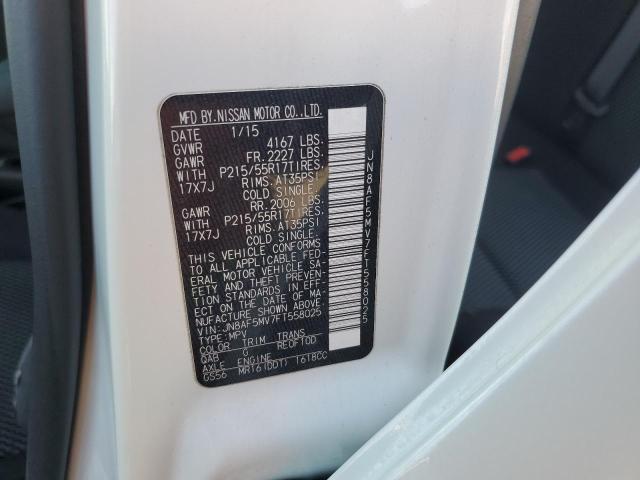 MFD BY.NISSAN MOTOR CO.,LTD.
DATE 1/15
GVWR 4167 LBS.
GAWR FR. 2227 LBS.
WITH P215/55R17TIRES,
17X7J RIMS, AT35PSI
COLD SINGLE.
GAWR RR. 2006 LBS.
WITH P215/55R17TIRES,
17X7J RIMS, AT35PSI
COLD SINGLE.
THIS VEHICLE CONFORMS
TO ALL APPLICABLE FED-
ERAL MOTOR VEHICLE SA-
FETY AND THEFT PREVEN-
TION STANDARDS IN EFF-
ECT ON THE DATE OF MA-
NUFACTURE SHOWN ABOVE.
VIN: JN8AF5MV7FT558025
TYPE: MPV
COLOR TRIM TRANS
QAB G RE0F10D
AXLE ENGINE
GS56 MR16(DDT) 1618CC
JN8AF5MV7FT558025